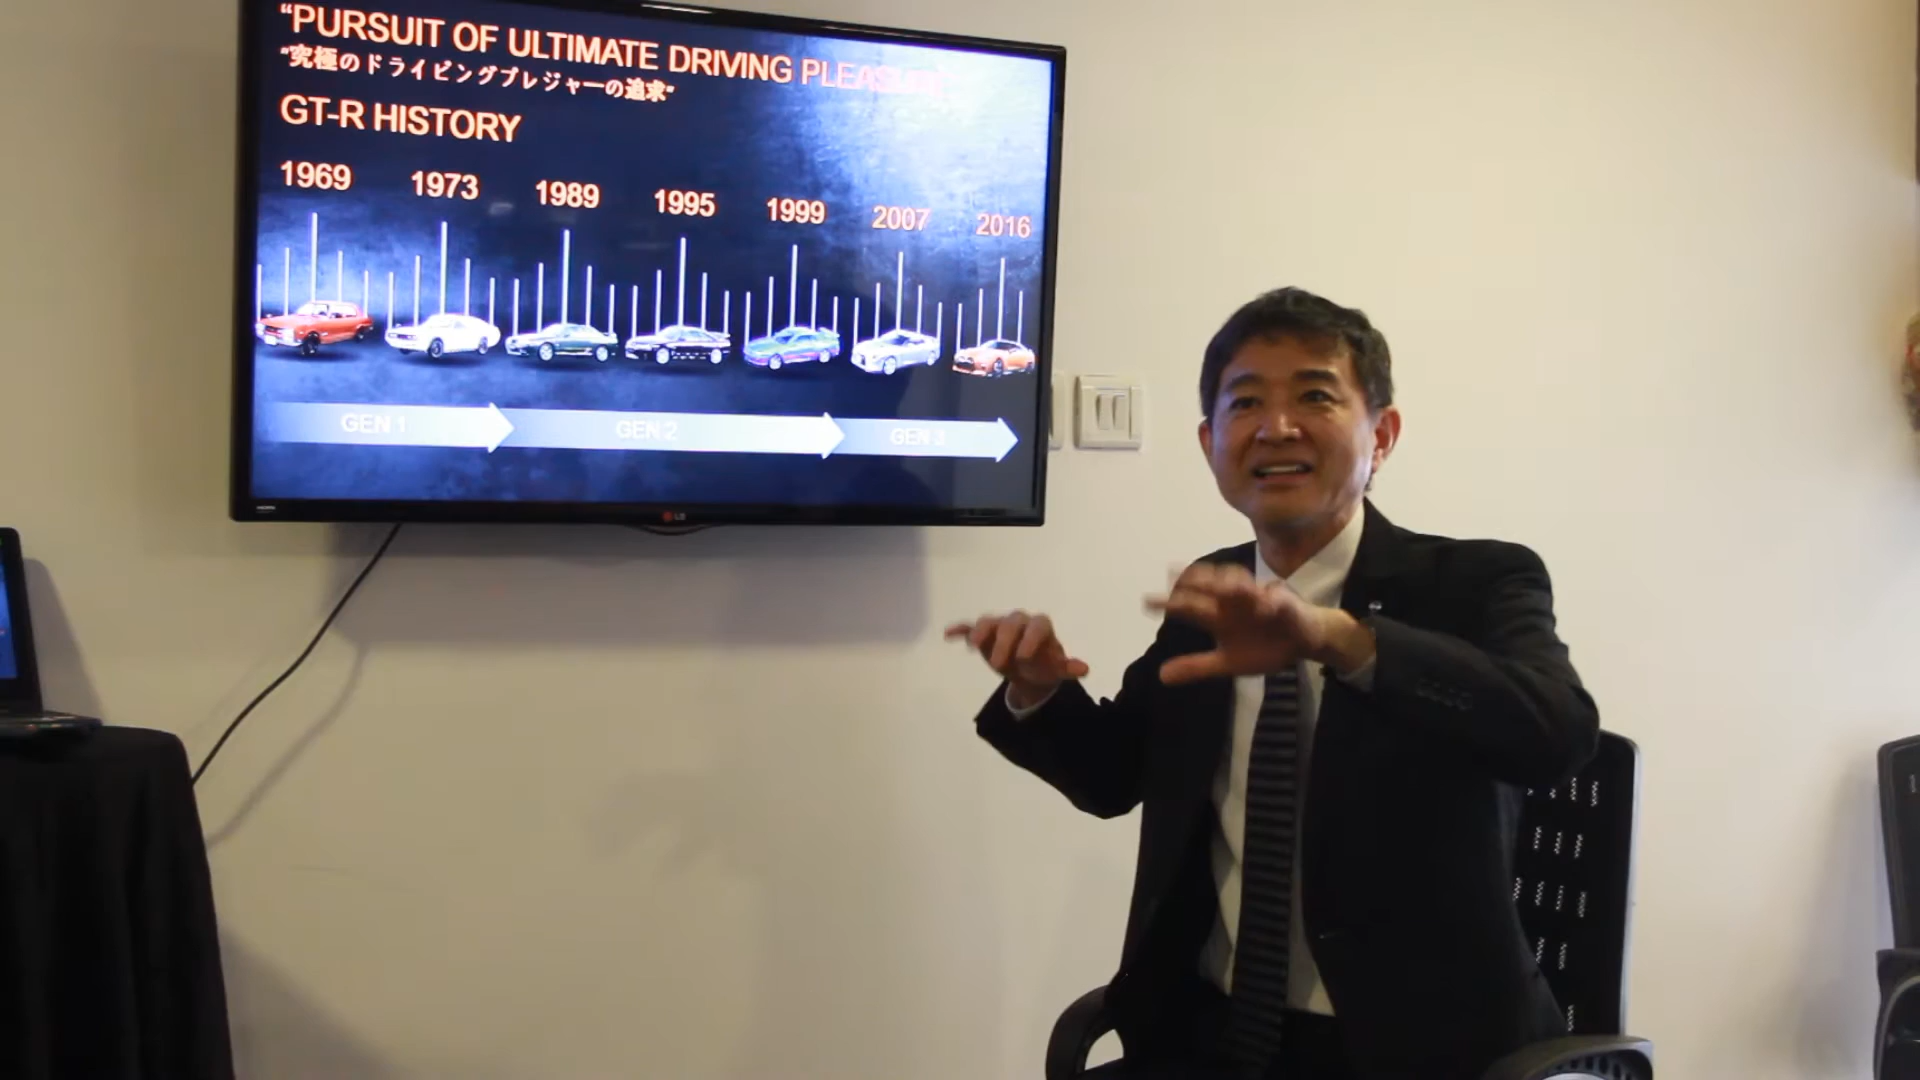 “PURSUIT OF ULTIMATE DRIVING PLEASURE”
“究極のドライビングプレジャーの追求”
GT-R HISTORY
1969 1973 1989 1995 1999 2007 2016
GEN 1 GEN 2 GEN 3
HDMI
LG